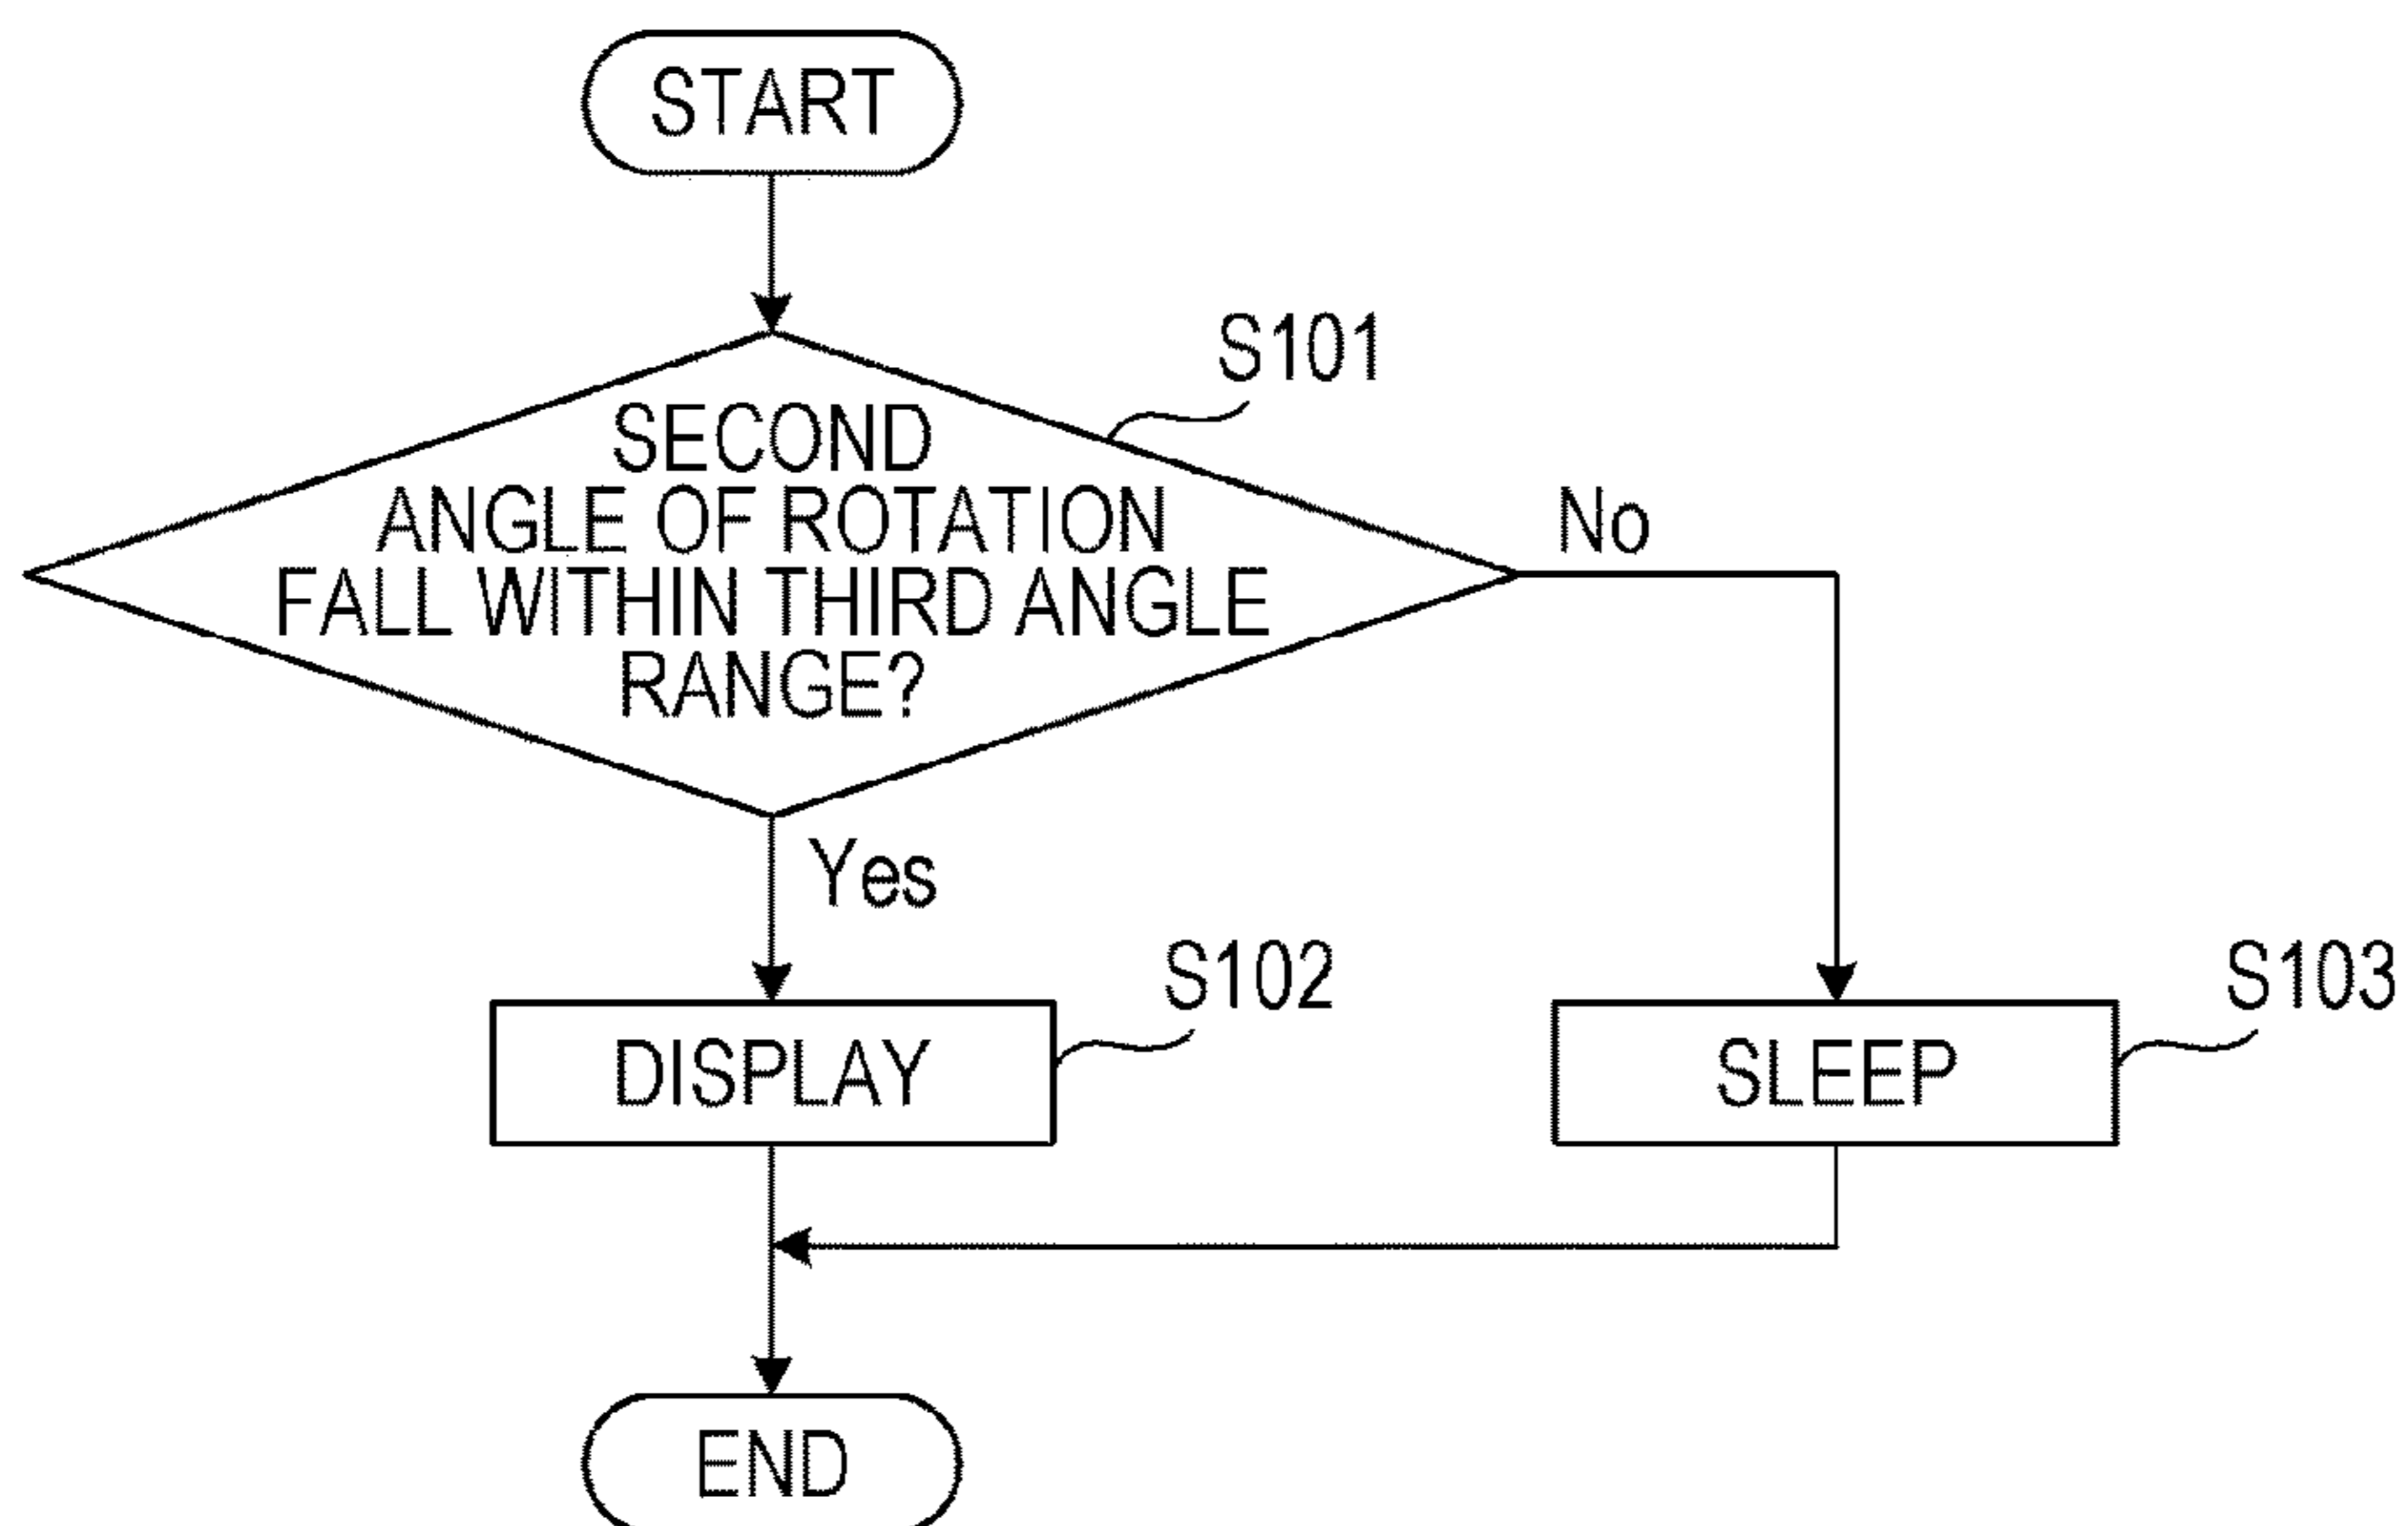 START
S101
SECOND
ANGLE OF ROTATION
FALL WITHIN THIRD ANGLE
RANGE?
No
Yes
S102
DISPLAY
S103
SLEEP
END